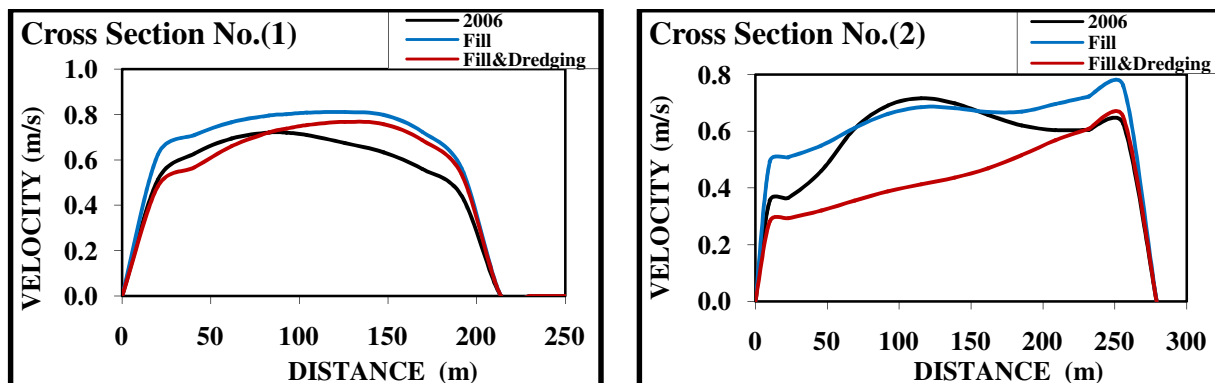 Cross Section No.(1)
2006
Fill
Fill&Dredging
VELOCITY (m/s)
1.0
0.8
0.6
0.4
0.2
0.0
0 50 100 150 200 250
DISTANCE (m)
Cross Section No.(2)
2006
Fill
Fill&Dredging
VELOCITY (m/s)
0.8
0.6
0.4
0.2
0.0
0 50 100 150 200 250 300
DISTANCE (m)